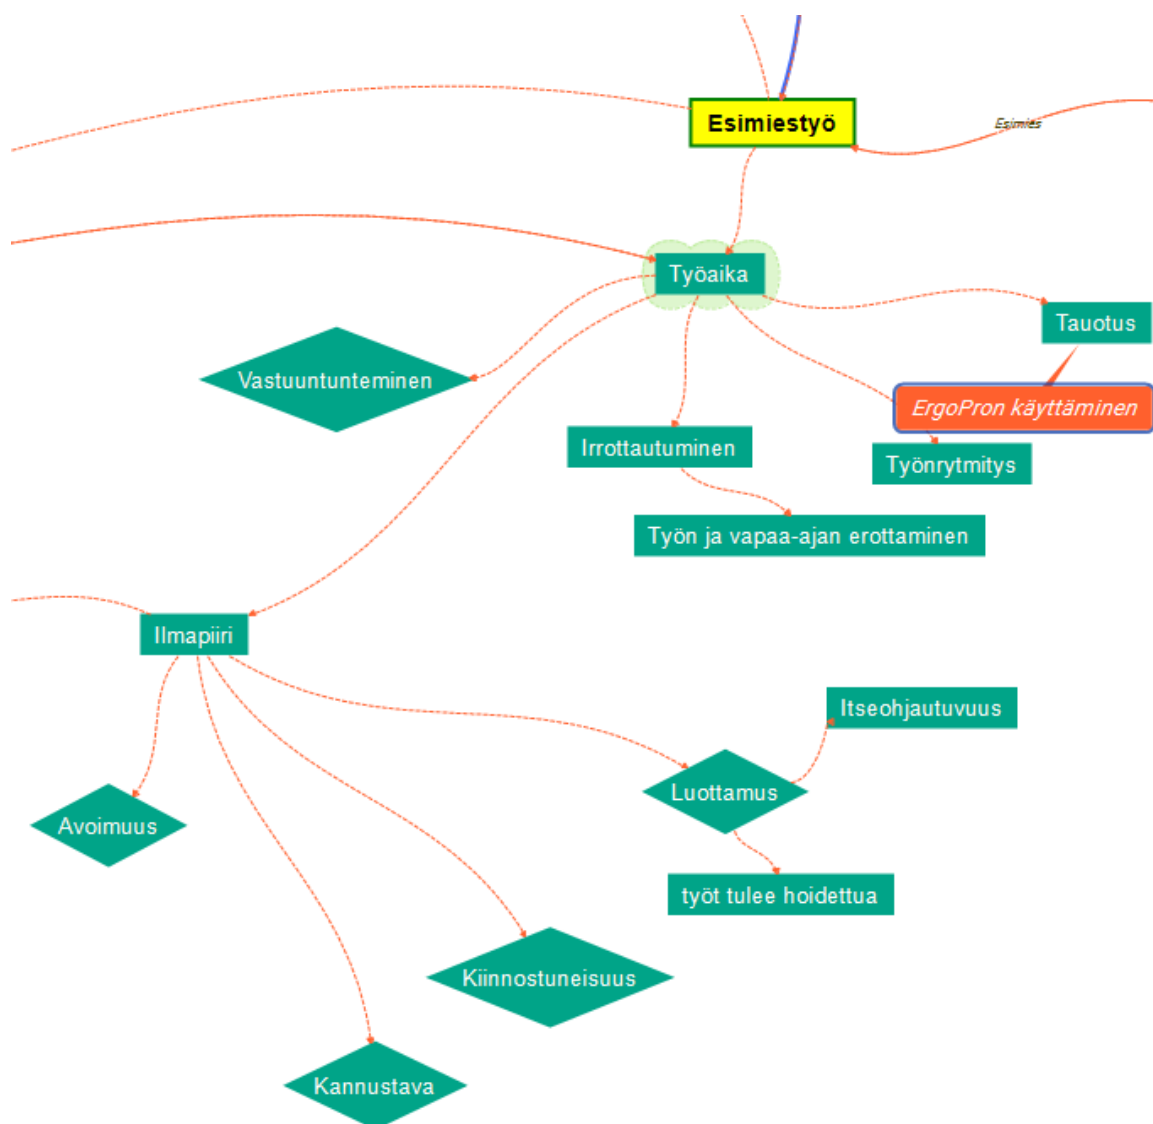 Esimiestyö
Esimies
Työaika
Tauotus
Vastuuntunteminen
ErgoPron käyttäminen
Irrottautuminen
Työnrytmitys
Työn ja vapaa-ajan erottaminen
Ilmapiiri
Itseohjautuvuus
Luottamus
Avoimuus
työt tulee hoidettua
Kiinnostuneisuus
Kannustava